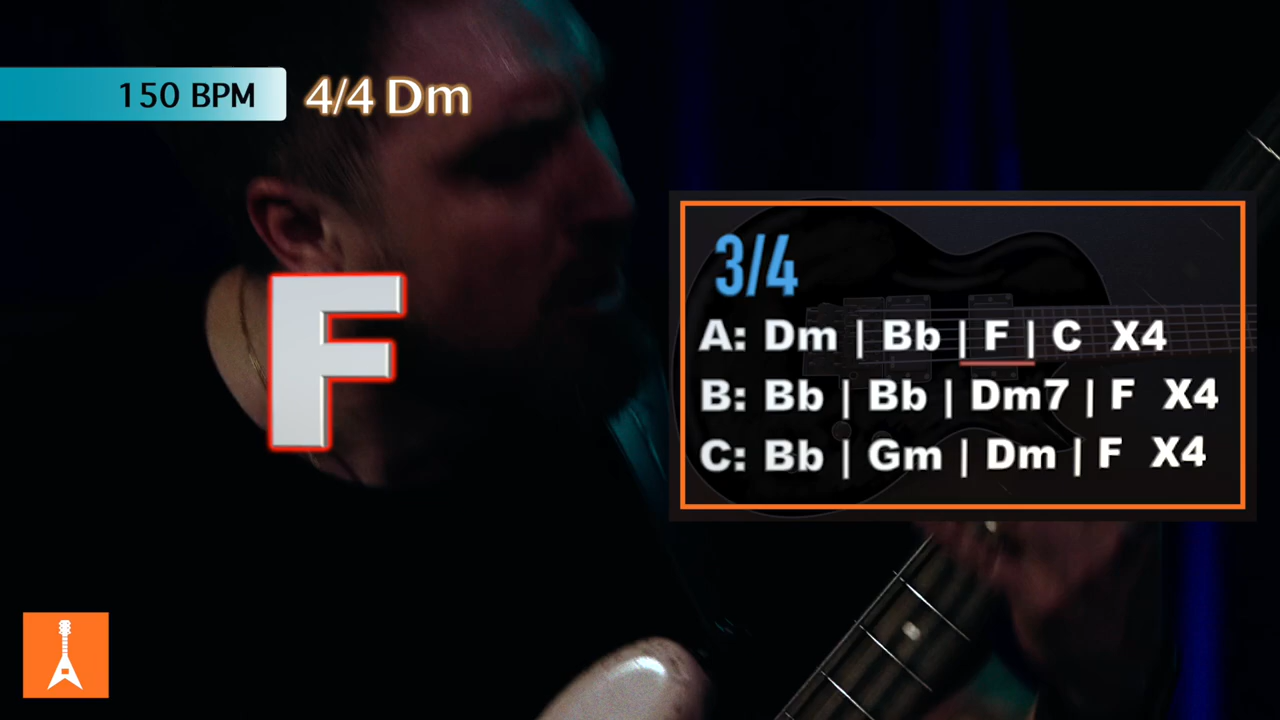 150 BPM
4/4 Dm
F
3/4
A: Dm | Bb | F | C X4
B: Bb | Bb | Dm7 | F X4
C: Bb | Gm | Dm | F X4